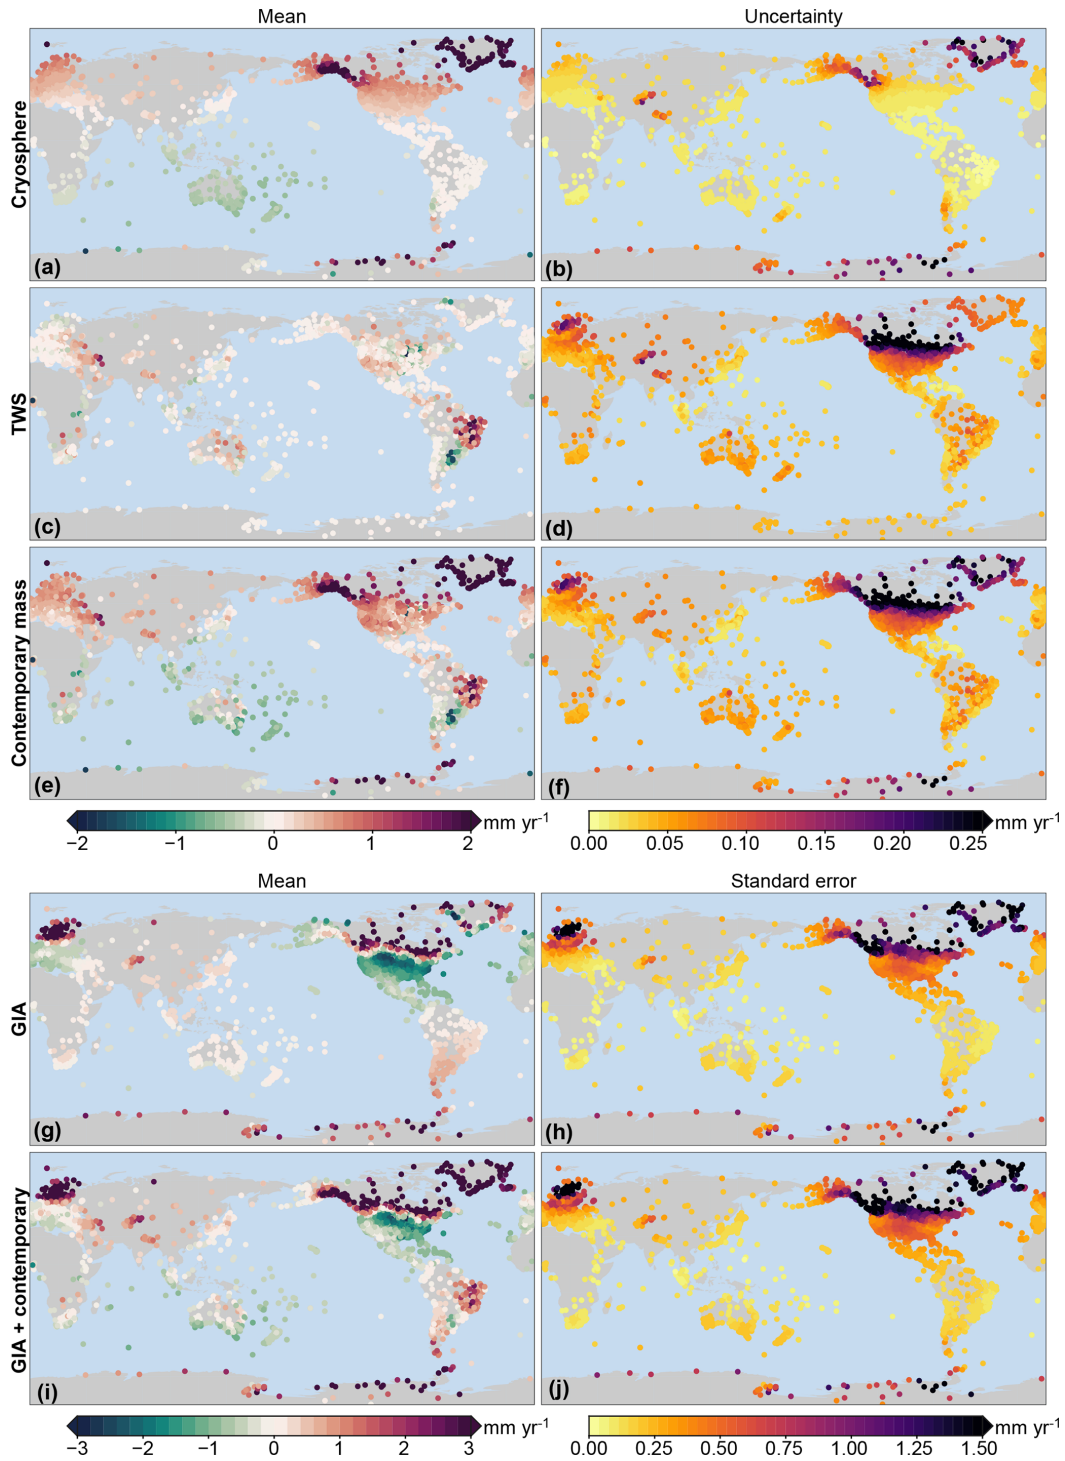 Mean Uncertainty
Cryosphere
(a) (b)
TWS
(c) (d)
Contemporary mass
(e) (f)
−2 −1 0 1 2 mm yr-1
0.00 0.05 0.10 0.15 0.20 0.25 mm yr-1
Mean Standard error
GIA
(g) (h)
GIA + contemporary
(i) (j)
−3 −2 −1 0 1 2 3 mm yr-1
0.00 0.25 0.50 0.75 1.00 1.25 1.50 mm yr-1